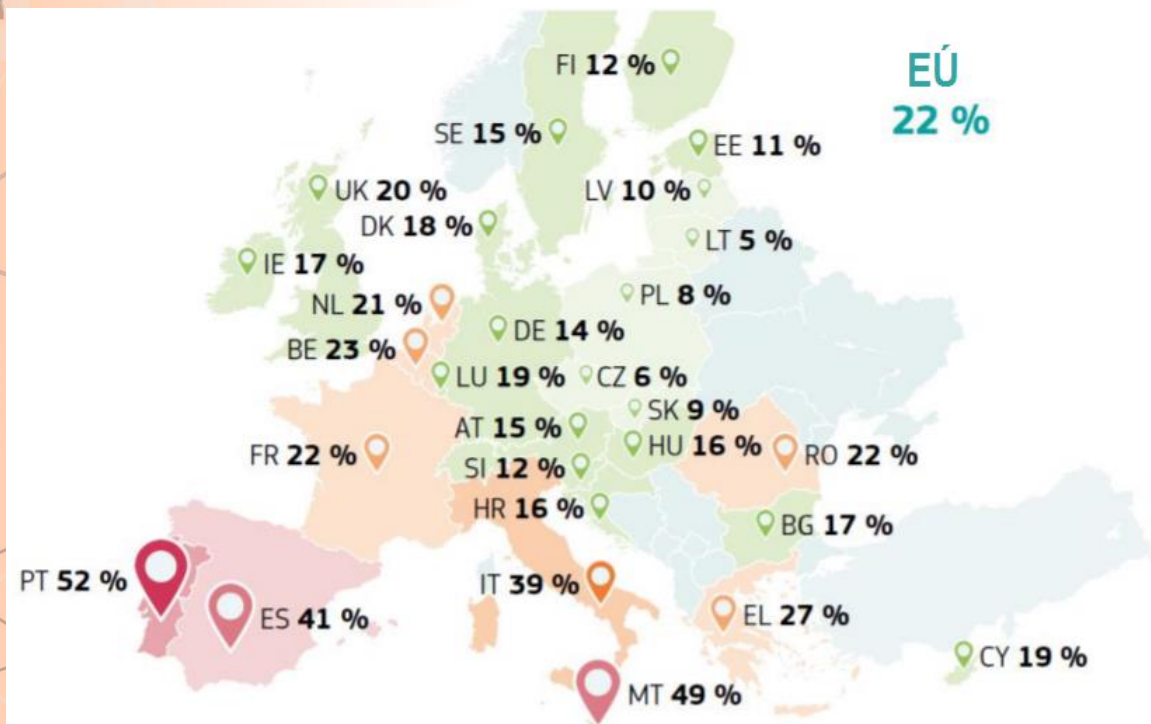 FI 12 %
EÚ
22 %
SE 15 %
EE 11 %
UK 20 %
LV 10 %
DK 18 %
LT 5 %
IE 17 %
NL 21 %
PL 8 %
DE 14 %
BE 23 %
LU 19 %
CZ 6 %
SK 9 %
AT 15 %
HU 16 %
FR 22 %
SI 12 %
RO 22 %
HR 16 %
BG 17 %
PT 52 %
IT 39 %
ES 41 %
EL 27 %
CY 19 %
MT 49 %